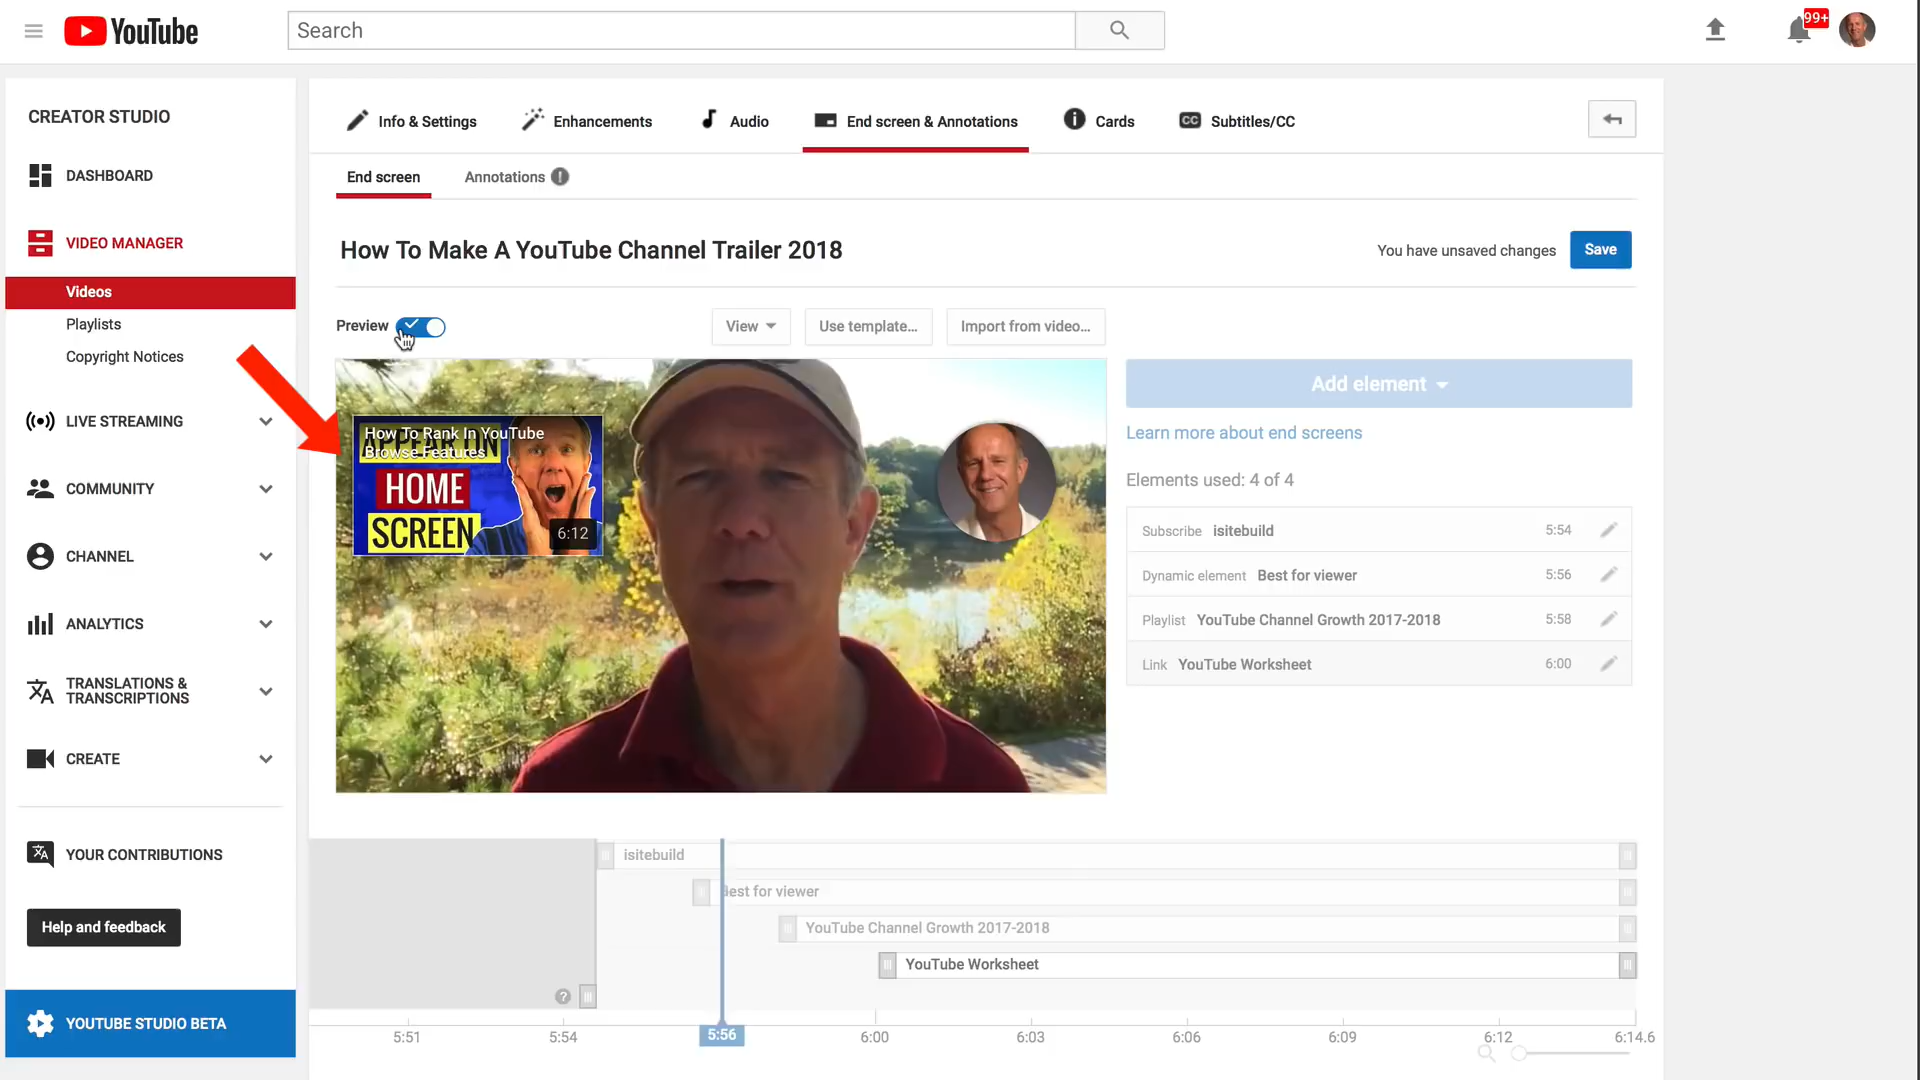 YouTube
Search
99+
CREATOR STUDIO
DASHBOARD
VIDEO MANAGER
Videos
Playlists
Copyright Notices
LIVE STREAMING
COMMUNITY
CHANNEL
ANALYTICS
TRANSLATIONS &
TRANSCRIPTIONS
CREATE
YOUR CONTRIBUTIONS
Help and feedback
YOUTUBE STUDIO BETA
Info & Settings
Enhancements
Audio
End screen & Annotations
Cards
CC Subtitles/CC
End screen
Annotations !
How To Make A YouTube Channel Trailer 2018
You have unsaved changes
Save
Preview
View
Use template...
Import from video...
How To Rank In YouTube
Browse Features
APPEAR ON
HOME
SCREEN
6:12
Add element
Learn more about end screens
Elements used: 4 of 4
Subscribe isitebuild 5:54
Dynamic element Best for viewer 5:56
Playlist YouTube Channel Growth 2017-2018 5:58
Link YouTube Worksheet 6:00
isitebuild
Best for viewer
YouTube Channel Growth 2017-2018
YouTube Worksheet
?
5:51
5:54
5:56
6:00
6:03
6:06
6:09
6:12
6:14.6